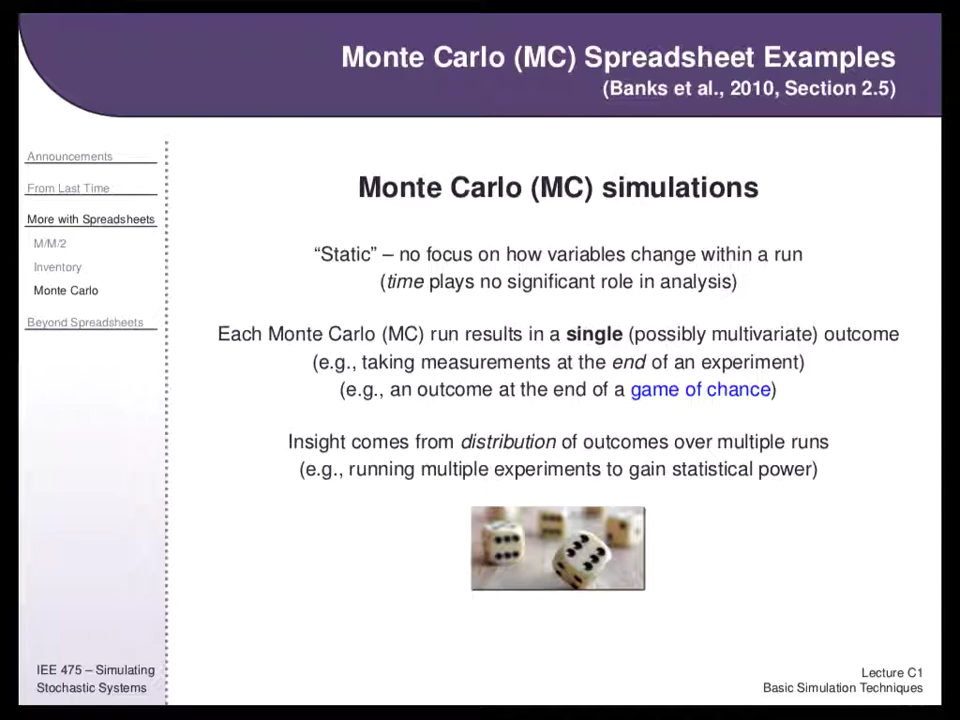 Monte Carlo (MC) Spreadsheet Examples
(Banks et al., 2010, Section 2.5)
Announcements
From Last Time
More with Spreadsheets
M/M/2
Inventory
Monte Carlo
Beyond Spreadsheets
Monte Carlo (MC) simulations
“Static” – no focus on how variables change within a run
(time plays no significant role in analysis)
Each Monte Carlo (MC) run results in a single (possibly multivariate) outcome
(e.g., taking measurements at the end of an experiment)
(e.g., an outcome at the end of a game of chance)
Insight comes from distribution of outcomes over multiple runs
(e.g., running multiple experiments to gain statistical power)
IEE 475 – Simulating
Stochastic Systems
Lecture C1
Basic Simulation Techniques